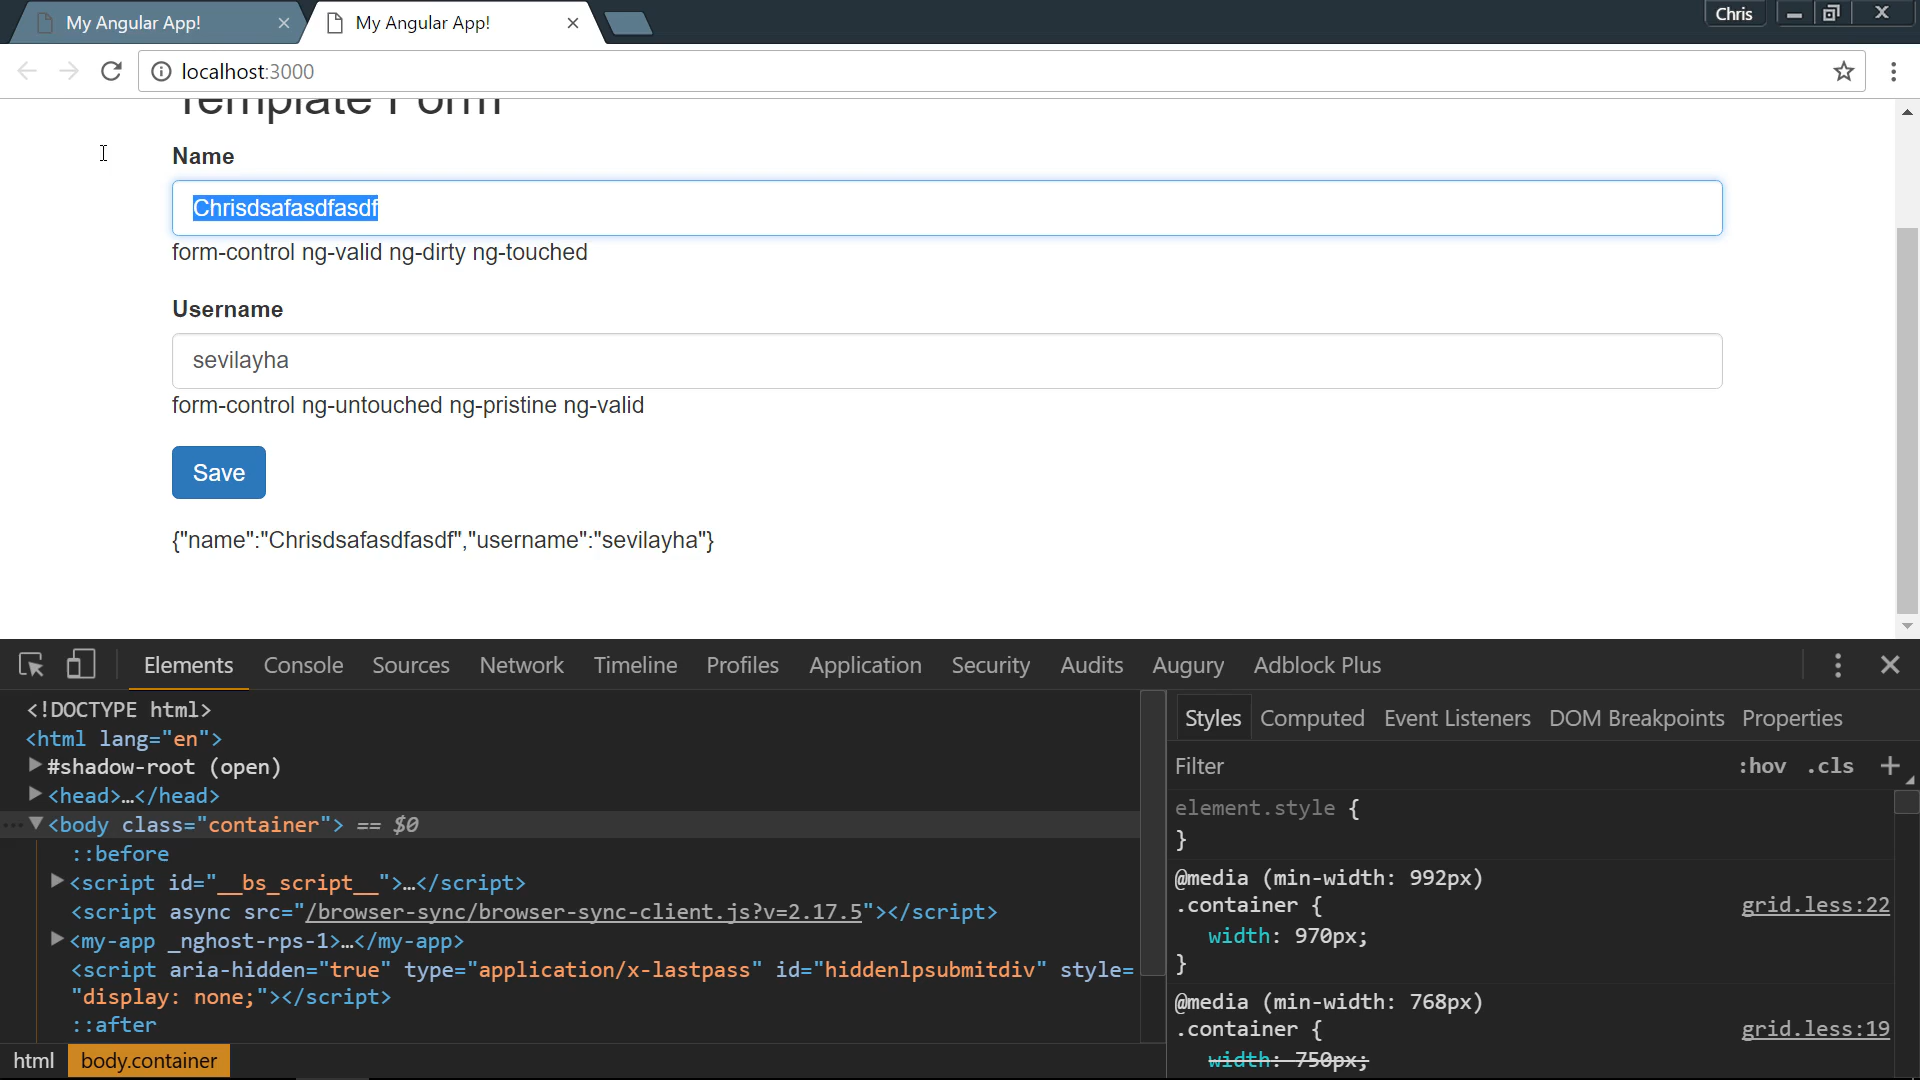 My Angular App!
My Angular App!
Chris
localhost:3000
Template Form
Name
Chrisdsafasdfasdf
form-control ng-valid ng-dirty ng-touched
Username
sevilayha
form-control ng-untouched ng-pristine ng-valid
Save
{"name":"Chrisdsafasdfasdf","username":"sevilayha"}
Elements Console Sources Network Timeline Profiles Application Security Audits Augury Adblock Plus
<!DOCTYPE html>
<html lang="en">
#shadow-root (open)
<head>…</head>
<body class="container"> == $0
::before
<script id="__bs_script__">…</script>
<script async src="/browser-sync/browser-sync-client.js?v=2.17.5"></script>
<my-app _nghost-rps-1>…</my-app>
<script aria-hidden="true" type="application/x-lastpass" id="hiddenlpsubmitdiv" style=
"display: none;"></script>
::after
html body.container
Styles Computed Event Listeners DOM Breakpoints Properties
Filter :hov .cls +
element.style {
}
@media (min-width: 992px)
.container { grid.less:22
width: 970px;
}
@media (min-width: 768px)
.container { grid.less:19
width: 750px;